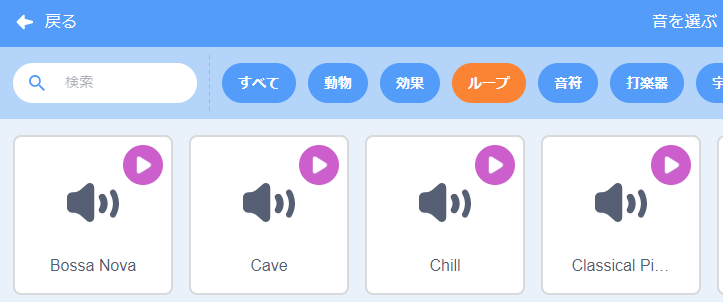 戻る 音を選ぶ
検索 すべて 動物 効果 ループ 音符 打楽器 宇
Bossa Nova Cave Chill Classical Pi...